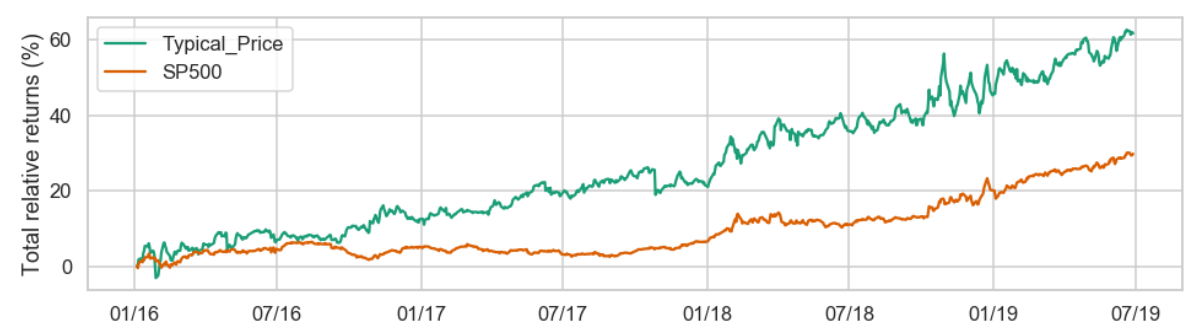 Total relative returns (%)
60
40
20
0
Typical_Price
SP500
01/16 07/16 01/17 07/17 01/18 07/18 01/19 07/19